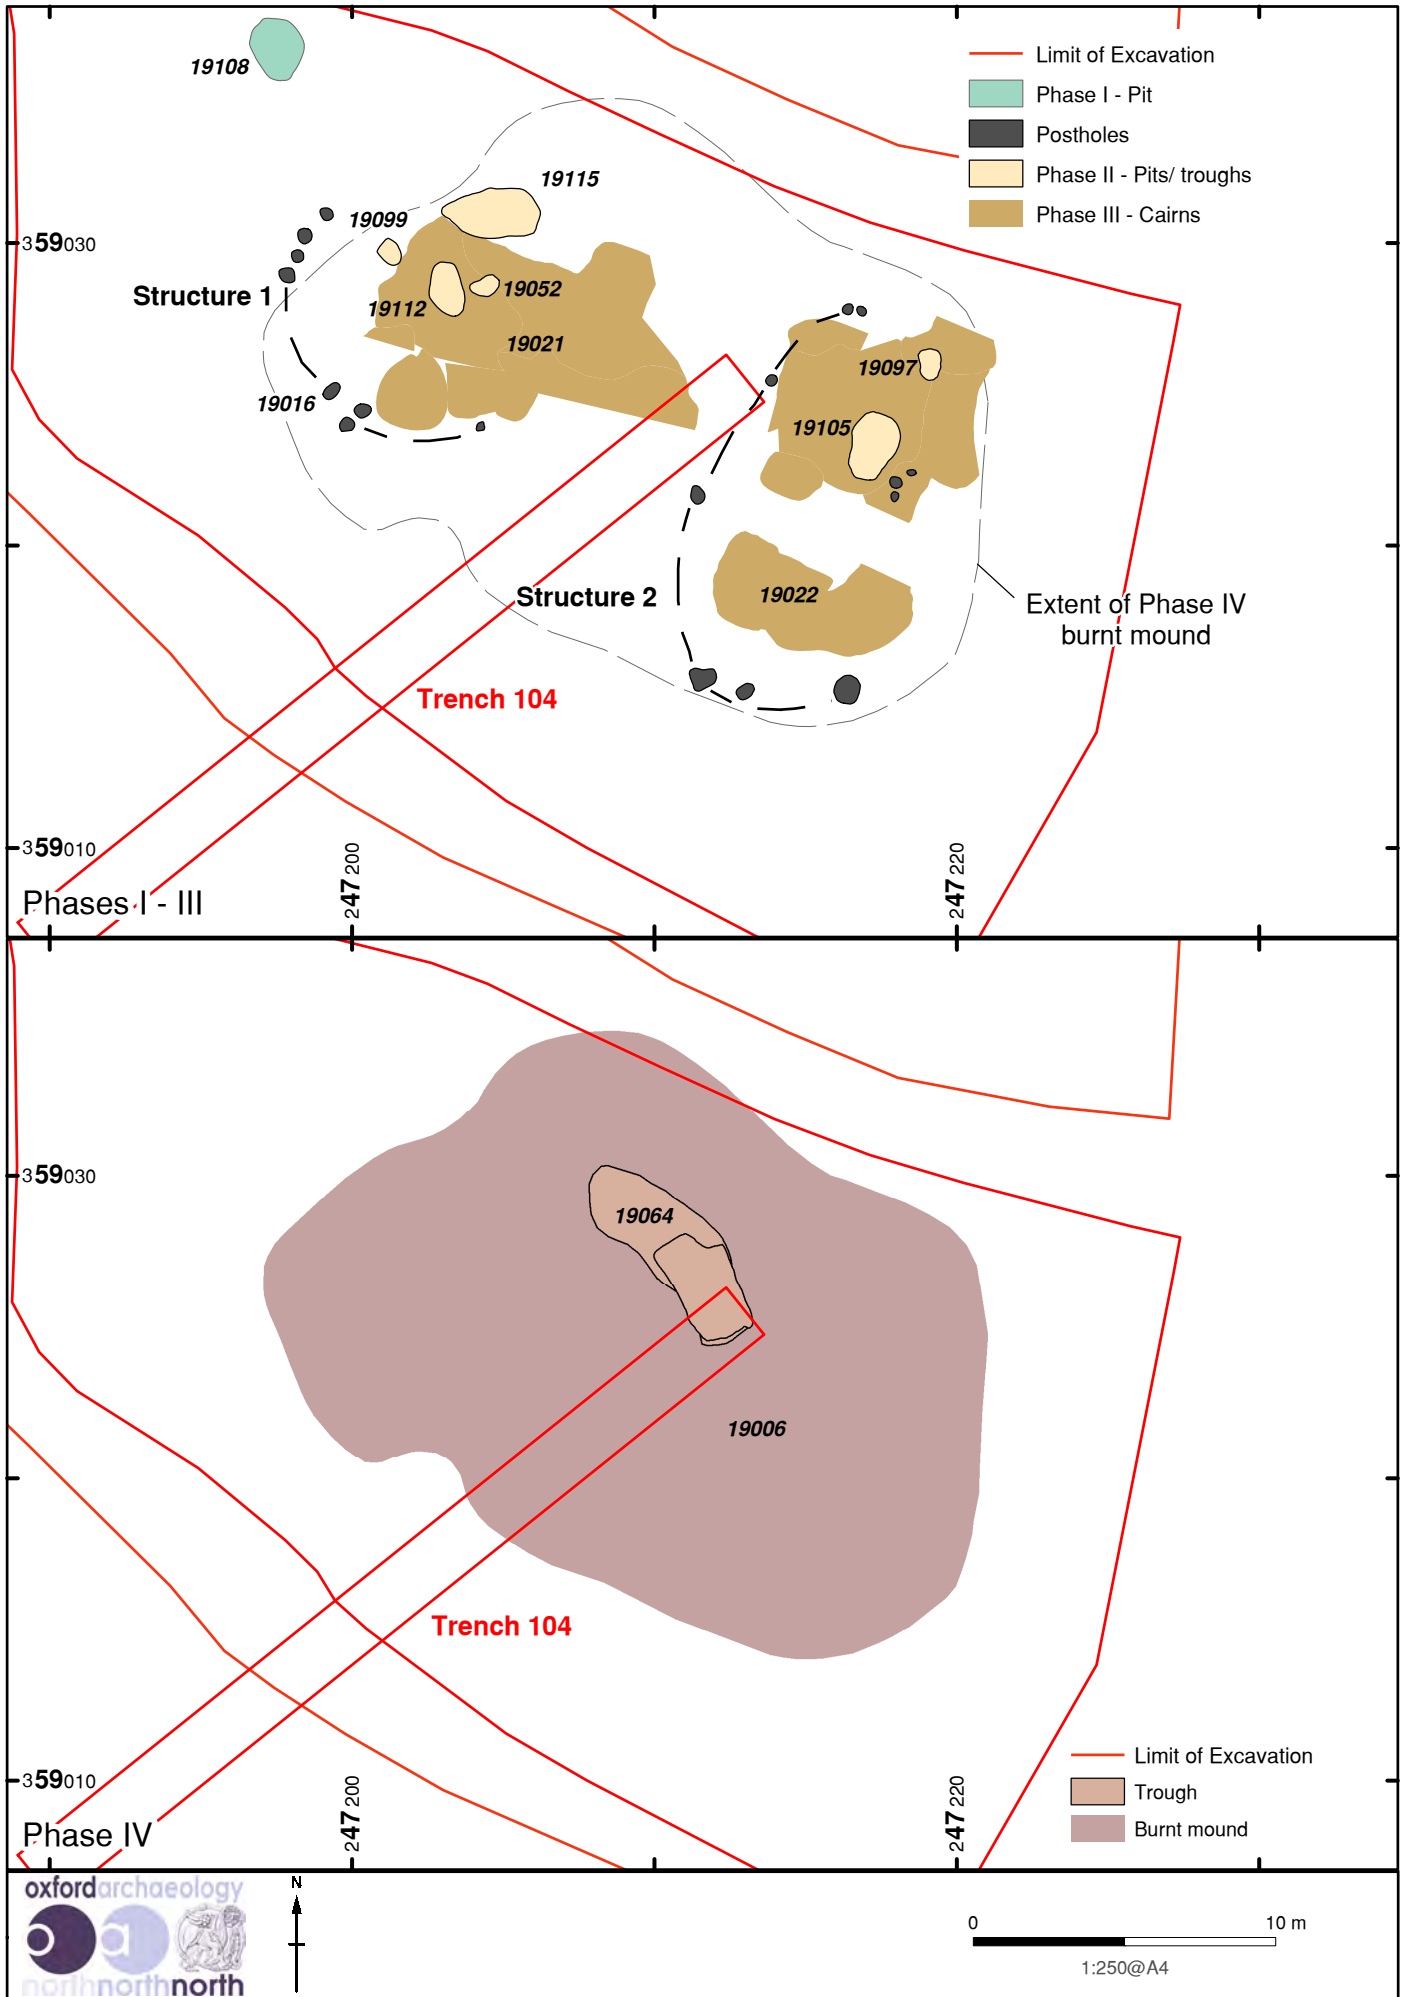 19108
Limit of Excavation
Phase I - Pit
Postholes
Phase II - Pits/ troughs
Phase III - Cairns
19115
19099
359030
Structure 1
19112
19052
19021
19016
19097
19105
Structure 2
19022
Extent of Phase IV
burnt mound
Trench 104
359010
247200
247220
Phases I - III
359030
19064
19006
Trench 104
359010
247200
247220
Phase IV
Limit of Excavation
Trough
Burnt mound
oxfordarchaeology
northnorthnorth
N
0 10 m
1:250@A4